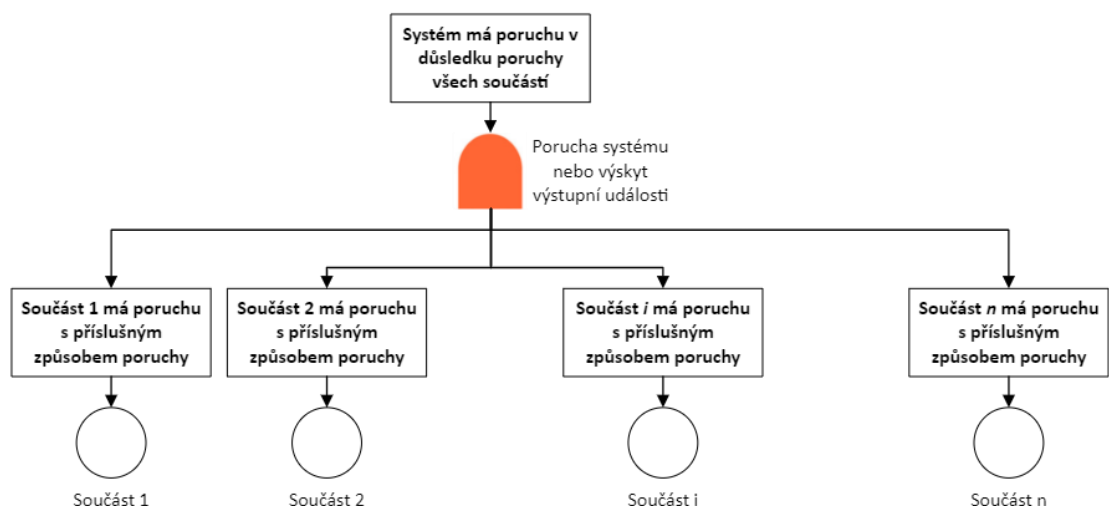 Systém má poruchu v
důsledku poruchy
všech součástí
Porucha systému
nebo výskyt
výstupní události
Součást 1 má poruchu
s příslušným
způsobem poruchy
Součást 2 má poruchu
s příslušným
způsobem poruchy
Součást i má poruchu
s příslušným
způsobem poruchy
Součást n má poruchu
s příslušným
způsobem poruchy
Součást 1
Součást 2
Součást i
Součást n